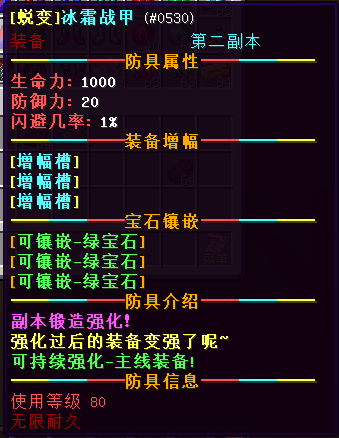 [蜕变]冰霜战甲 (#0530)
装备 第二副本
防具属性
生命力: 1000
防御力: 20
闪避几率: 1%
装备增幅
[增幅槽]
[增幅槽]
[增幅槽]
宝石镶嵌
[可镶嵌-绿宝石]
[可镶嵌-绿宝石]
[可镶嵌-绿宝石]
防具介绍
副本锻造强化!
强化过后的装备变强了呢~
可持续强化-主线装备!
防具信息
使用等级 80
无限耐久